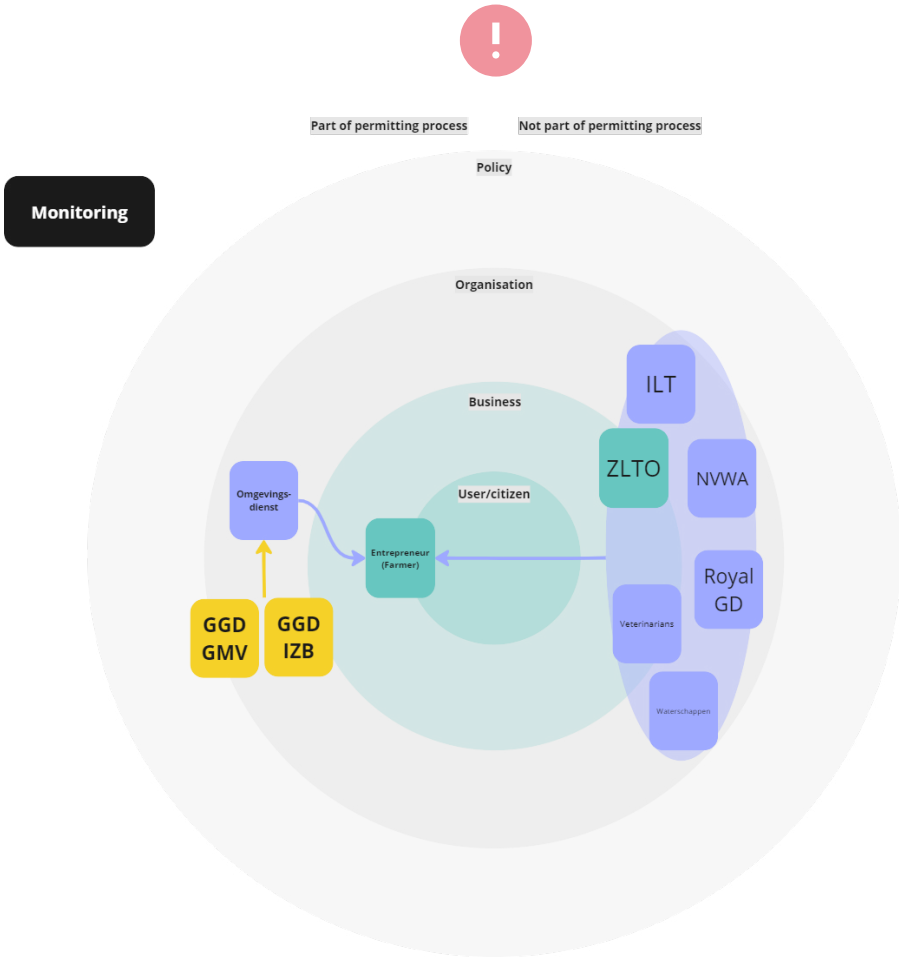 !
Part of permitting process
Not part of permitting process
Policy
Monitoring
Organisation
ILT
Business
ZLTO
NVWA
User/citizen
Omgevings-
dienst
Entrepreneur
(Farmer)
Royal
GD
GGD
GMV
GGD
IZB
Veterinarians
Waterschappen